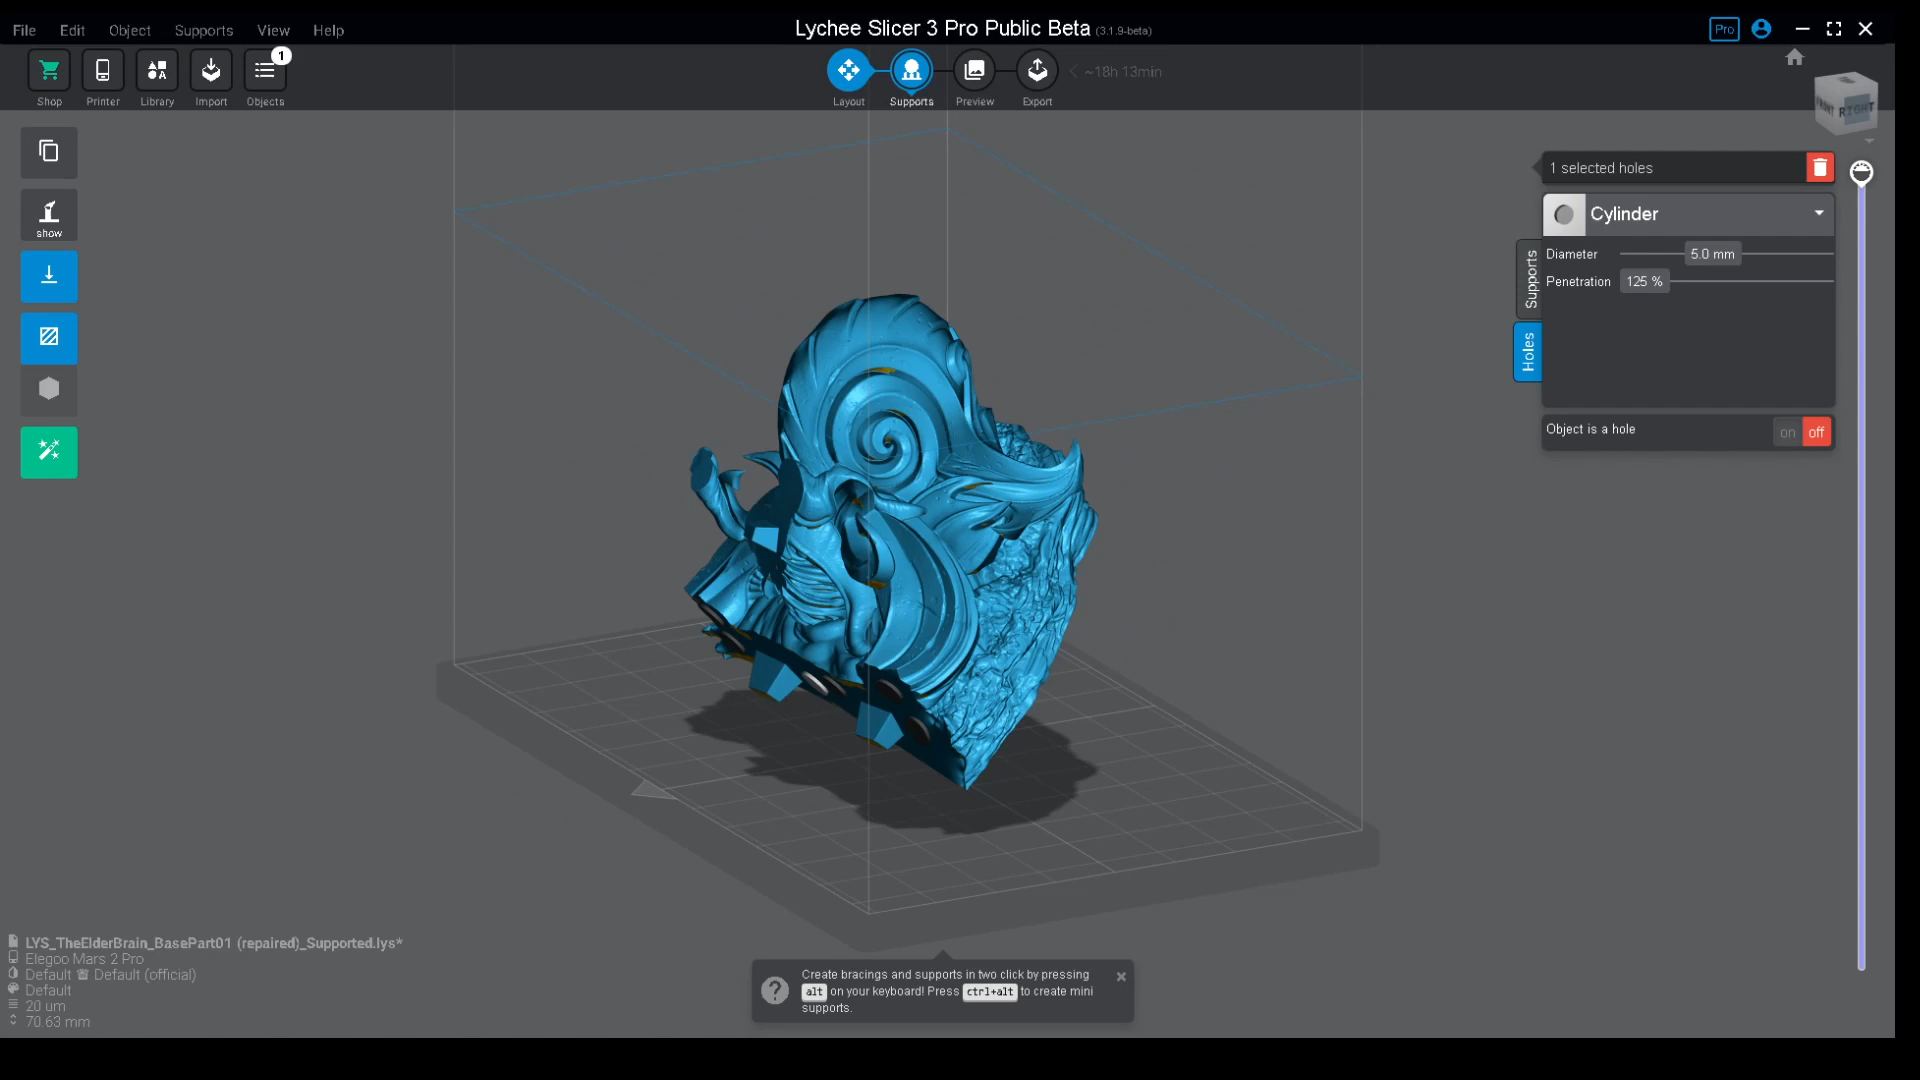 File Edit Object Supports View Help
Lychee Slicer 3 Pro Public Beta (3.1.9-beta)
Pro
1
Shop Printer Library Import Objects
Layout Supports Preview Export
~18h 13min
FRONT RIGHT
show
1 selected holes
Cylinder
Diameter 5.0 mm
Penetration 125 %
Supports
Holes
Object is a hole on off
LYS_TheElderBrain_BasePart01 (repaired)_Supported.lys*
Elegoo Mars 2 Pro
Default Default (official)
Default
20 um
70.63 mm
Create bracings and supports in two click by pressing
alt on your keyboard! Press ctrl+alt to create mini
supports.